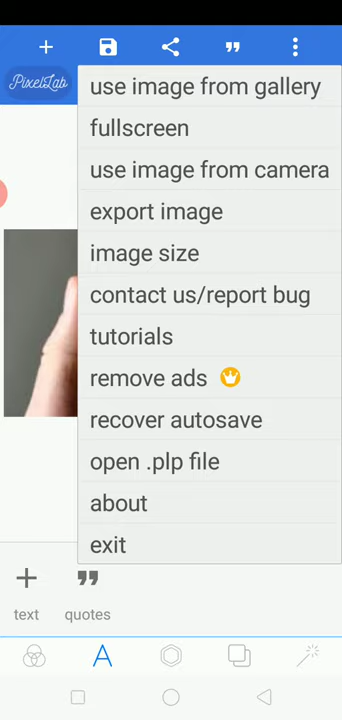 PixelLab
use image from gallery
fullscreen
use image from camera
export image
image size
contact us/report bug
tutorials
remove ads
recover autosave
open .plp file
about
exit
text
quotes